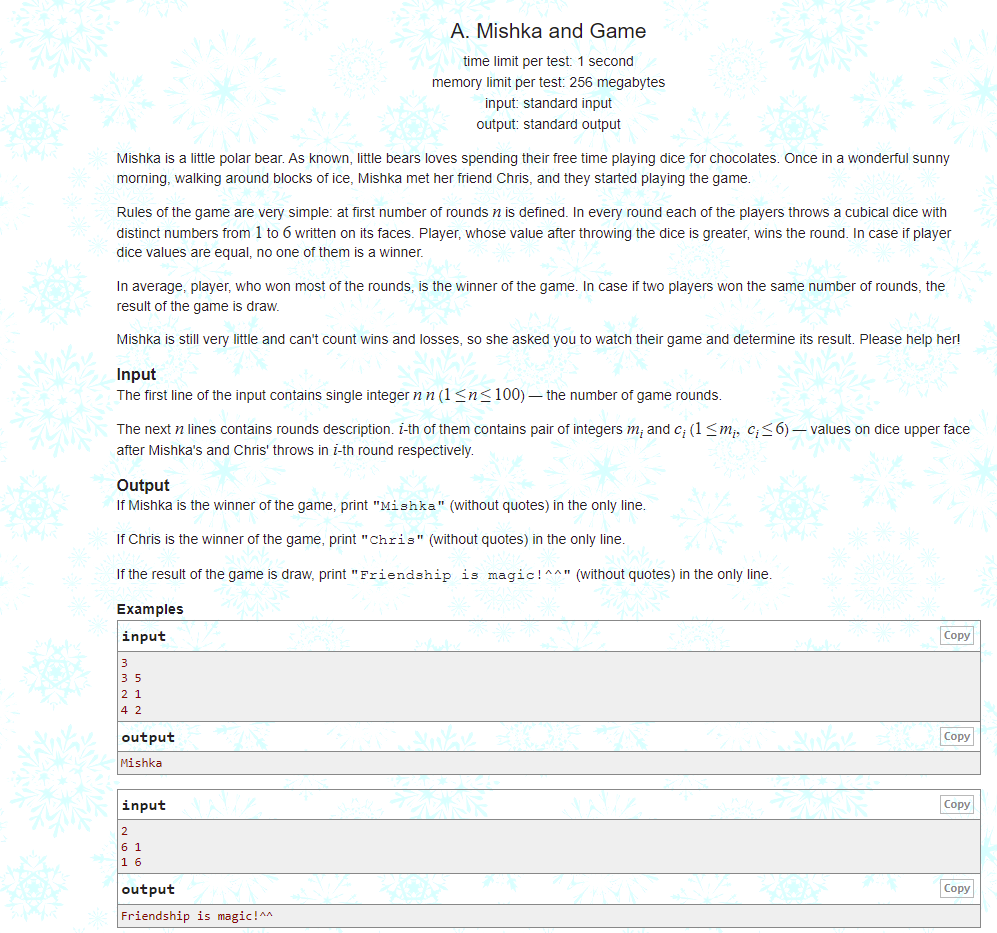 A. Mishka and Game
time limit per test: 1 second
memory limit per test: 256 megabytes
input: standard input
output: standard output
Mishka is a little polar bear. As known, little bears loves spending their free time playing dice for chocolates. Once in a wonderful sunny
morning, walking around blocks of ice, Mishka met her friend Chris, and they started playing the game.
Rules of the game are very simple: at first number of rounds n is defined. In every round each of the players throws a cubical dice with
distinct numbers from 1 to 6 written on its faces. Player, whose value after throwing the dice is greater, wins the round. In case if player
dice values are equal, no one of them is a winner.
In average, player, who won most of the rounds, is the winner of the game. In case if two players won the same number of rounds, the
result of the game is draw.
Mishka is still very little and can't count wins and losses, so she asked you to watch their game and determine its result. Please help her!
Input
The first line of the input contains single integer n n (1 ≤ n ≤ 100) — the number of game rounds.
The next n lines contains rounds description. i-th of them contains pair of integers mᵢ and cᵢ (1 ≤ mᵢ, cᵢ ≤ 6) — values on dice upper face
after Mishka's and Chris' throws in i-th round respectively.
Output
If Mishka is the winner of the game, print "Mishka" (without quotes) in the only line.
If Chris is the winner of the game, print "Chris" (without quotes) in the only line.
If the result of the game is draw, print "Friendship is magic!^^" (without quotes) in the only line.
Examples
input Copy
3
3 5
2 1
4 2
output Copy
Mishka
input Copy
2
6 1
1 6
output Copy
Friendship is magic!^^